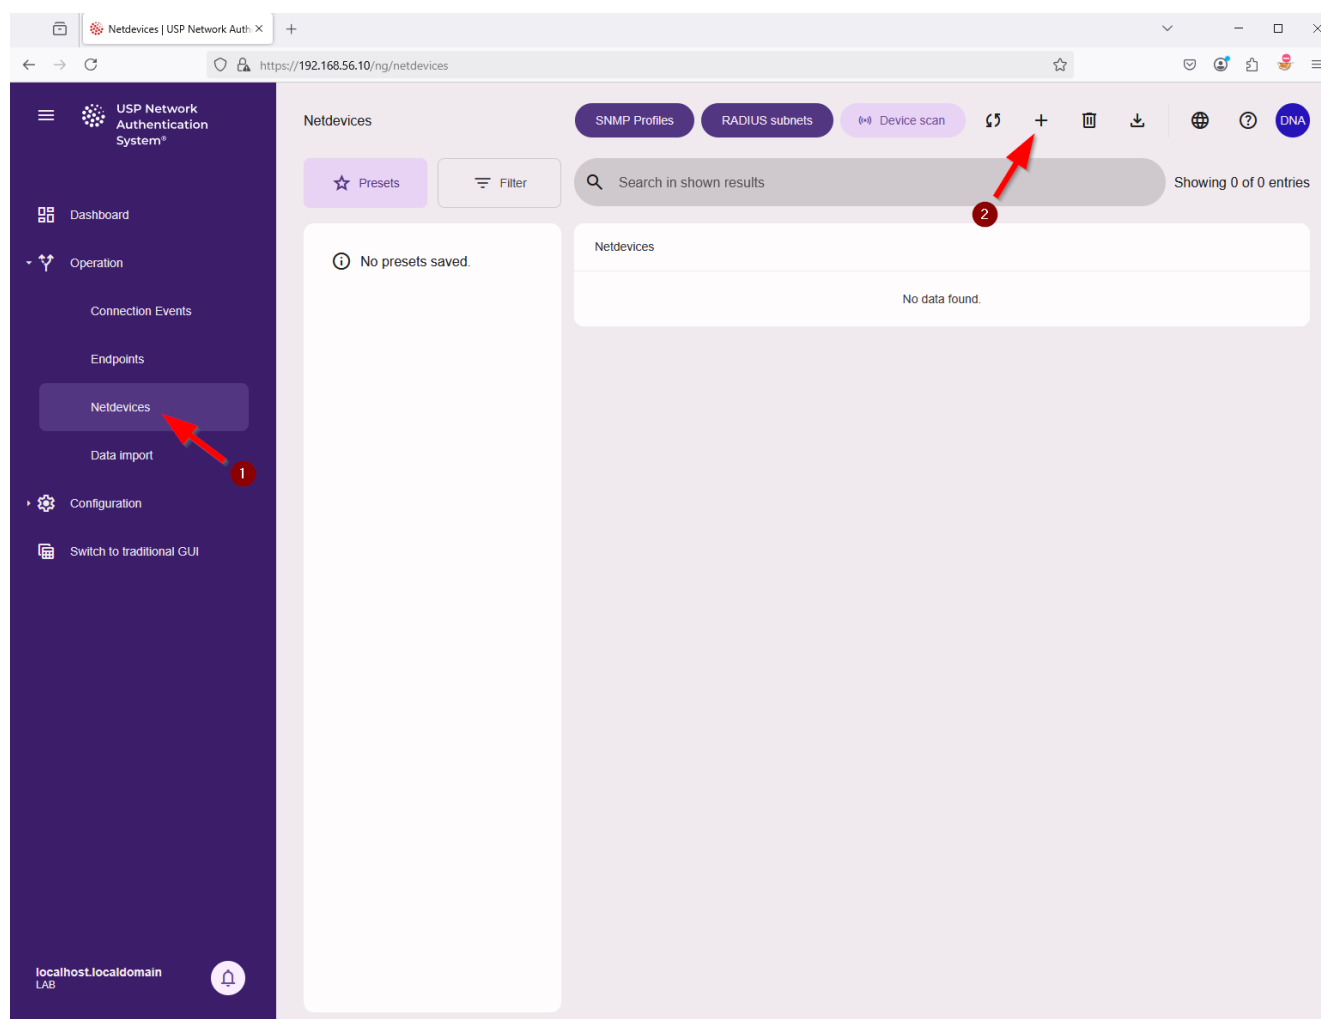 Netdevices | USP Network Auth
https://192.168.56.10/ng/netdevices
USP Network
Authentication
System®
Netdevices
SNMP Profiles
RADIUS subnets
Device scan
DNA
Presets
Filter
Search in shown results
Showing 0 of 0 entries
2
Dashboard
Operation
Connection Events
Endpoints
Netdevices
Data import
1
Configuration
Switch to traditional GUI
No presets saved.
Netdevices
No data found.
localhost.localdomain
LAB